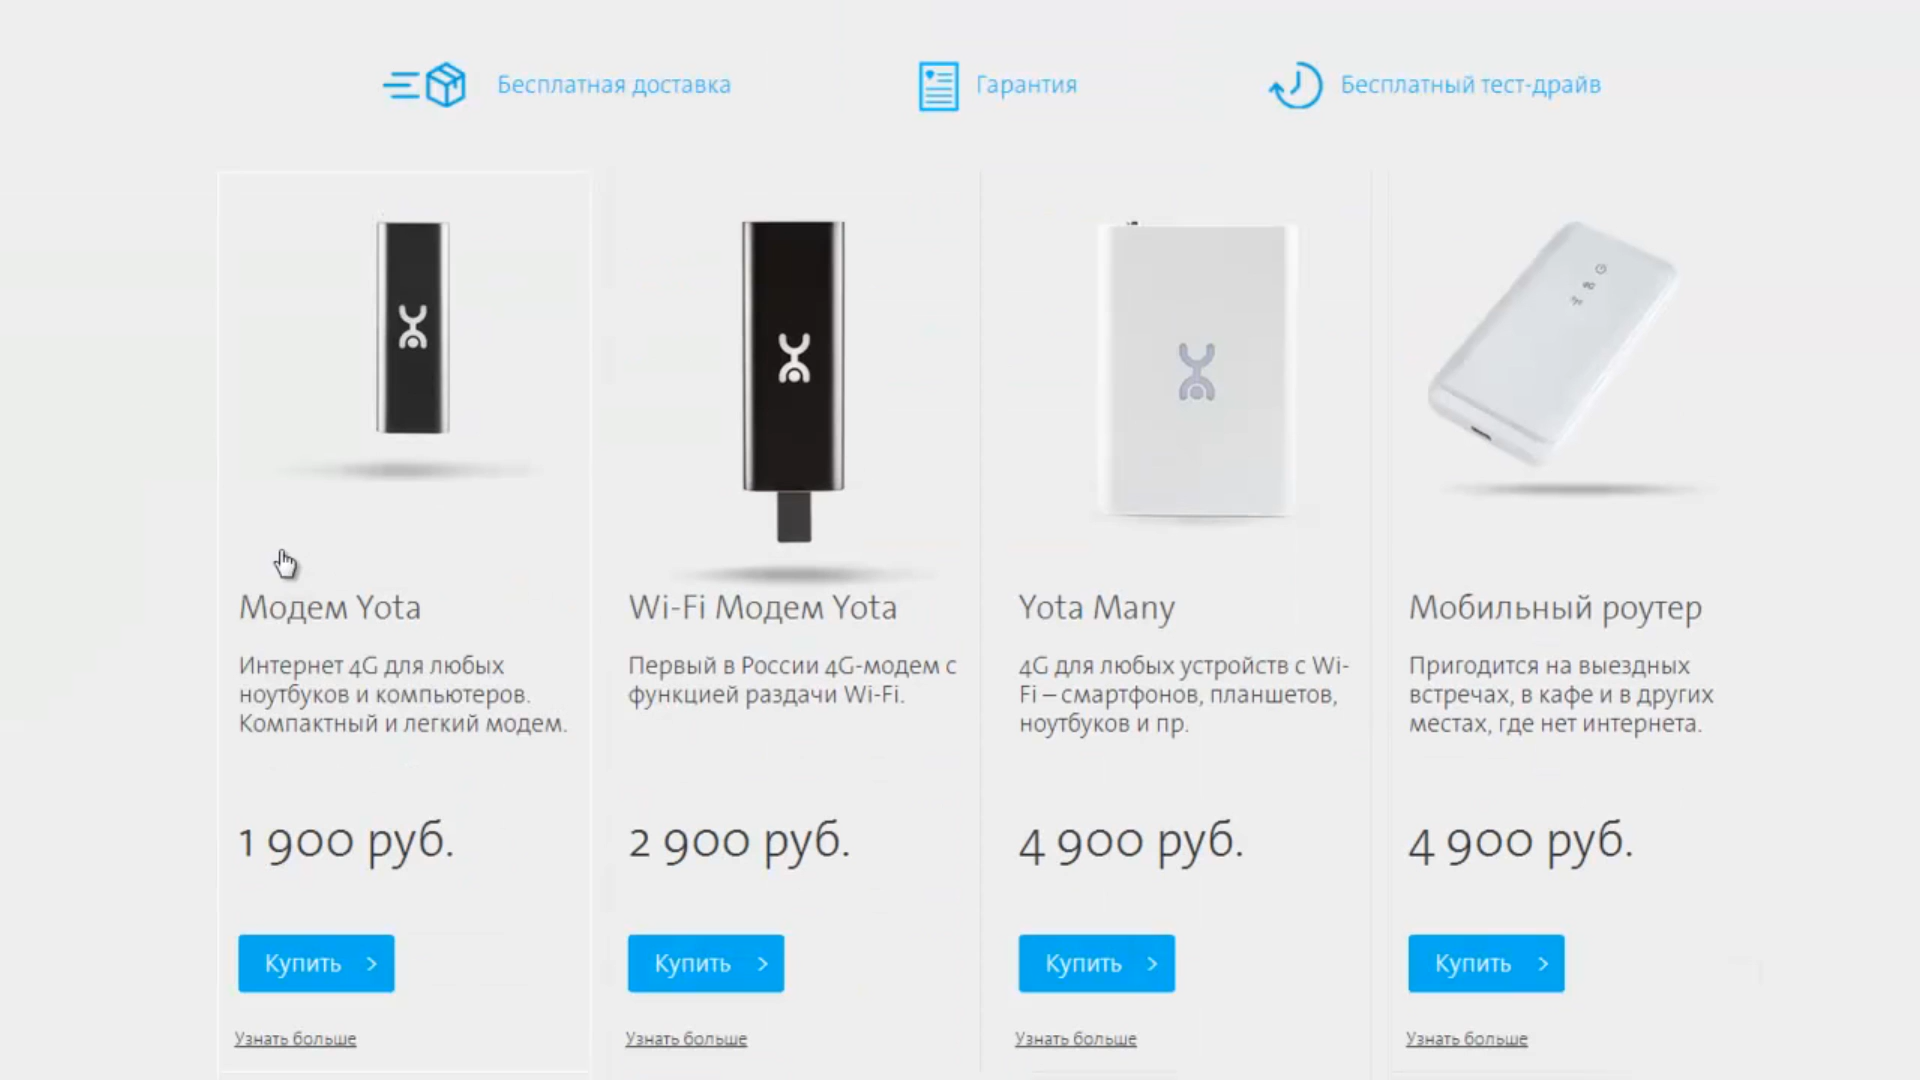 Бесплатная доставка
Гарантия
Бесплатный тест-драйв
Модем Yota
Интернет 4G для любых
ноутбуков и компьютеров.
Компактный и легкий модем.
1 900 руб.
Купить >
Узнать больше
Wi-Fi Модем Yota
Первый в России 4G-модем с
функцией раздачи Wi-Fi.
2 900 руб.
Купить >
Узнать больше
Yota Many
4G для любых устройств с Wi-
Fi – смартфонов, планшетов,
ноутбуков и пр.
4 900 руб.
Купить >
Узнать больше
4G
Мобильный роутер
Пригодится на выездных
встречах, в кафе и в других
местах, где нет интернета.
4 900 руб.
Купить >
Узнать больше